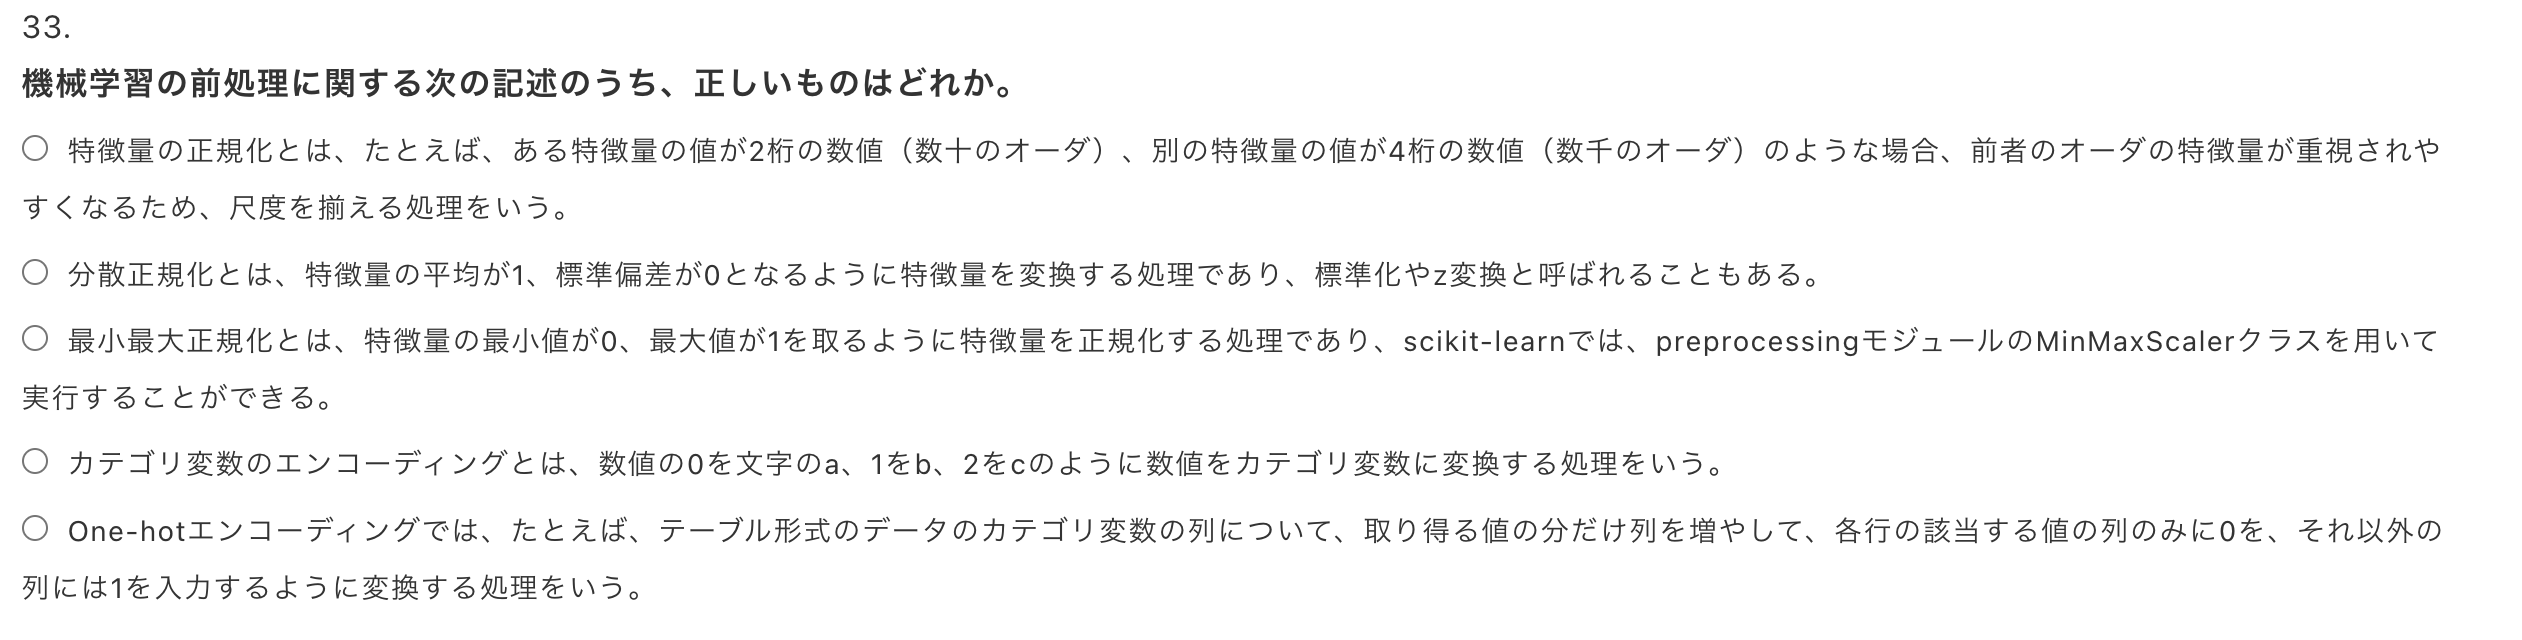 33.
機械学習の前処理に関する次の記述のうち、正しいものはどれか。
特徴量の正規化とは、たとえば、ある特徴量の値が2桁の数値（数十のオーダ）、別の特徴量の値が4桁の数値（数千のオーダ）のような場合、前者のオーダの特徴量が重視されや
すくなるため、尺度を揃える処理をいう。
分散正規化とは、特徴量の平均が1、標準偏差が0となるように特徴量を変換する処理であり、標準化やz変換と呼ばれることもある。
最小最大正規化とは、特徴量の最小値が0、最大値が1を取るように特徴量を正規化する処理であり、scikit-learnでは、preprocessingモジュールのMinMaxScalerクラスを用いて
実行することができる。
カテゴリ変数のエンコーディングとは、数値の0を文字のa、1をb、2をcのように数値をカテゴリ変数に変換する処理をいう。
One-hotエンコーディングでは、たとえば、テーブル形式のデータのカテゴリ変数の列について、取り得る値の分だけ列を増やして、各行の該当する値の列のみに0を、それ以外の
列には1を入力するように変換する処理をいう。